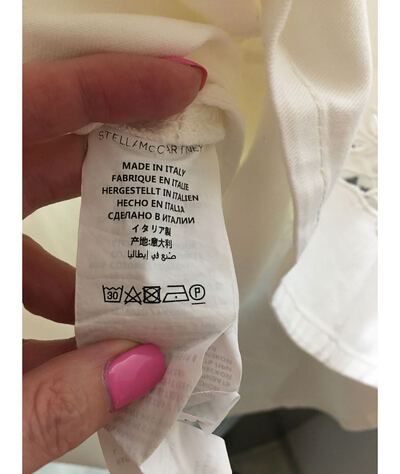 STELLA McCARTNEY
MADE IN ITALY
FABRIQUE EN ITALIE
HERGESTELLT IN ITALIEN
HECHO EN ITALIA
СДЕЛАНО В ИТАЛИИ
イタリア製
产地:意大利
صنع في إيطاليا
30 P